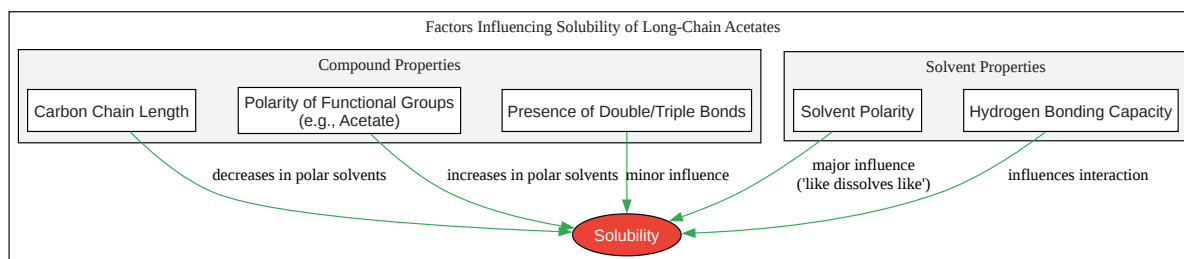 Factors Influencing Solubility of Long-Chain Acetates
Compound Properties
Solvent Properties
Carbon Chain Length
Polarity of Functional Groups
(e.g., Acetate)
Presence of Double/Triple Bonds
Solvent Polarity
Hydrogen Bonding Capacity
decreases in polar solvents
increases in polar solvents
minor influence
major influence
('like dissolves like')
influences interaction
Solubility